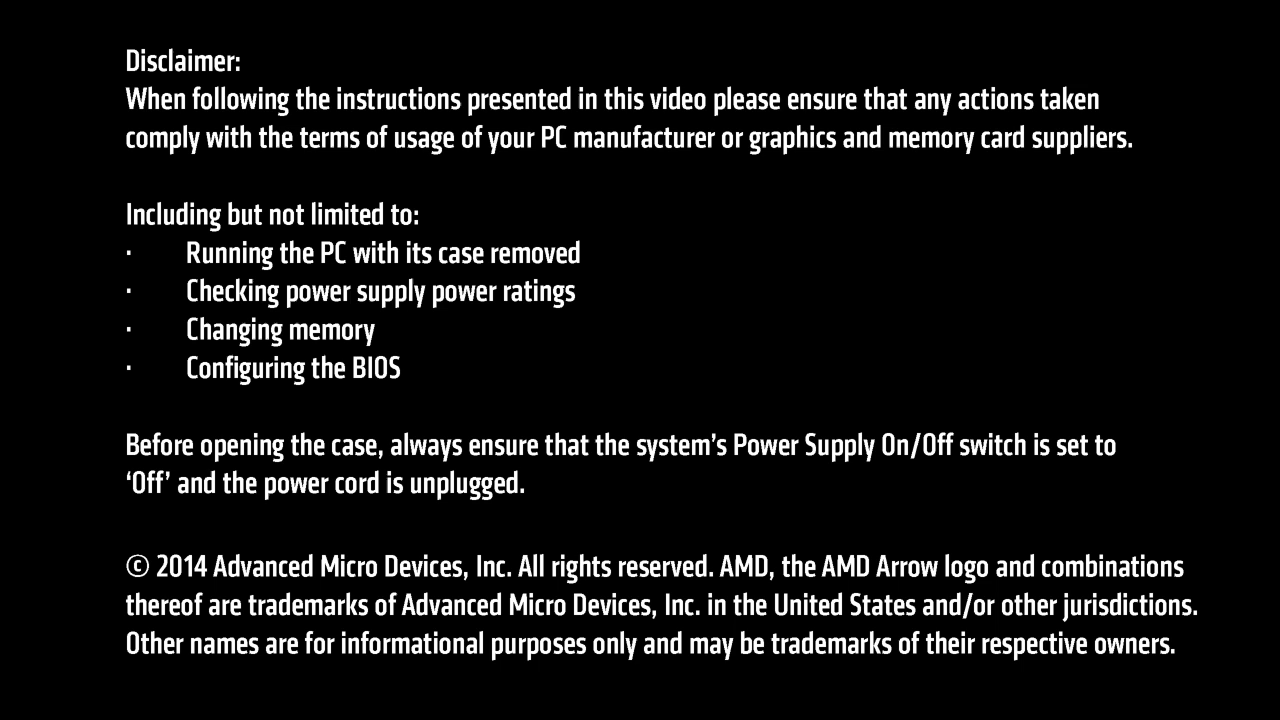 Disclaimer:
When following the instructions presented in this video please ensure that any actions taken
comply with the terms of usage of your PC manufacturer or graphics and memory card suppliers.
Including but not limited to:
· Running the PC with its case removed
· Checking power supply power ratings
· Changing memory
· Configuring the BIOS
Before opening the case, always ensure that the system’s Power Supply On/Off switch is set to
‘Off’ and the power cord is unplugged.
© 2014 Advanced Micro Devices, Inc. All rights reserved. AMD, the AMD Arrow logo and combinations
thereof are trademarks of Advanced Micro Devices, Inc. in the United States and/or other jurisdictions.
Other names are for informational purposes only and may be trademarks of their respective owners.